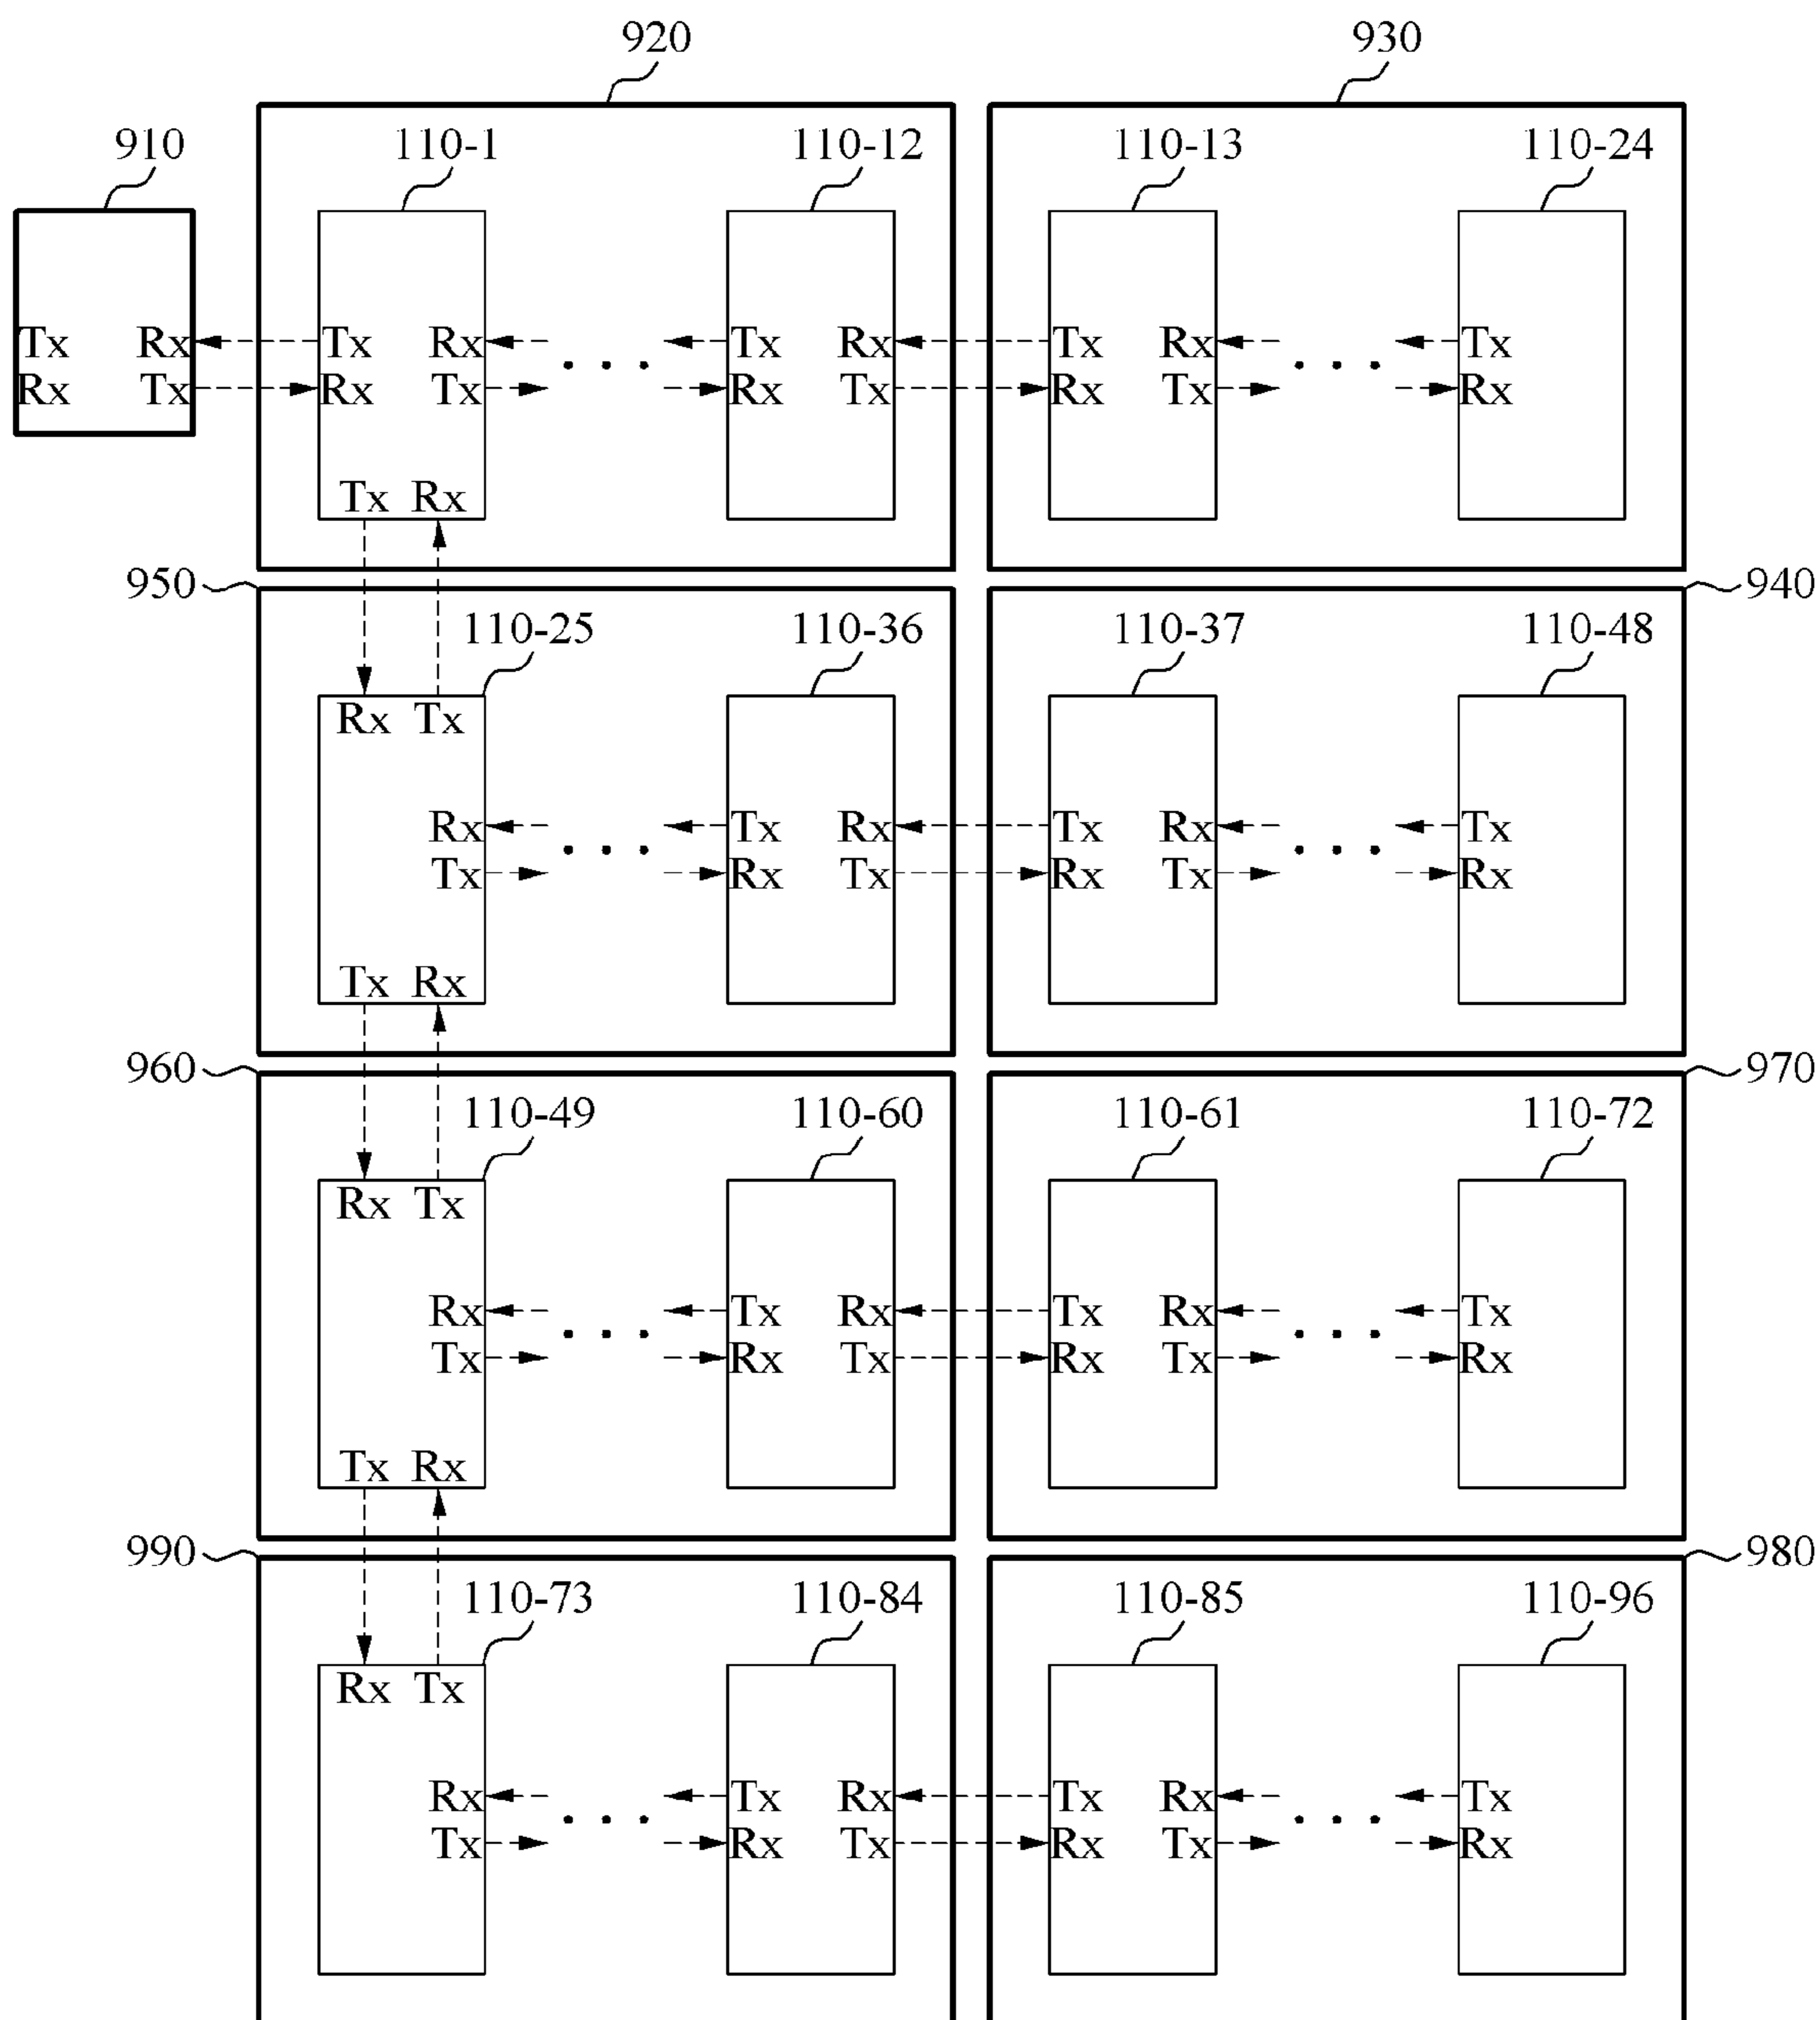 920 930
910 110-1 110-12 110-13 110-24
Tx Rx Tx Rx Tx Rx Tx Rx Tx
Rx Tx Rx Tx Rx Tx Rx Tx Rx
Tx Rx
950 940
110-25 110-36 110-37 110-48
Rx Tx
Rx Tx Rx Tx Rx Tx
Tx Rx Tx Rx Tx Rx
Tx Rx
960 970
110-49 110-60 110-61 110-72
Rx Tx
Rx Tx Rx Tx Rx Tx
Tx Rx Tx Rx Tx Rx
Tx Rx
990 980
110-73 110-84 110-85 110-96
Rx Tx
Rx Tx Rx Tx Rx Tx
Tx Rx Tx Rx Tx Rx